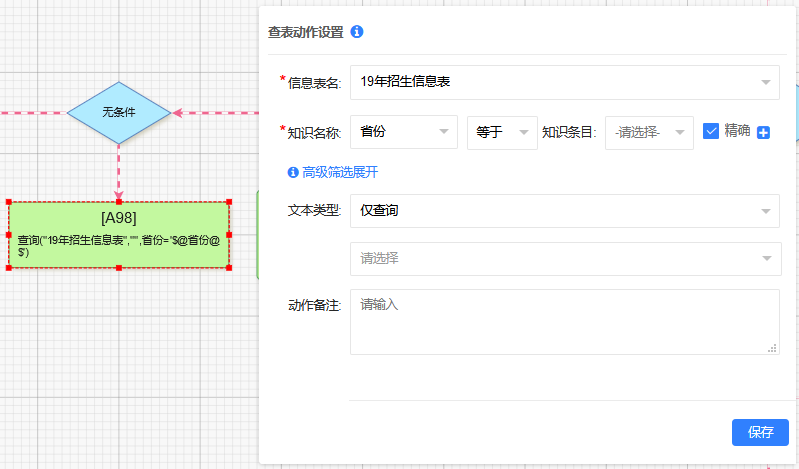 无条件
[A98]
查询("19年招生信息表","",省份='$@省份@
$')
查表动作设置
*信息表名: 19年招生信息表
*知识名称: 省份 等于 知识条目: -请选择- 精确
高级筛选展开
文本类型: 仅查询
请选择
动作备注: 请输入
保存